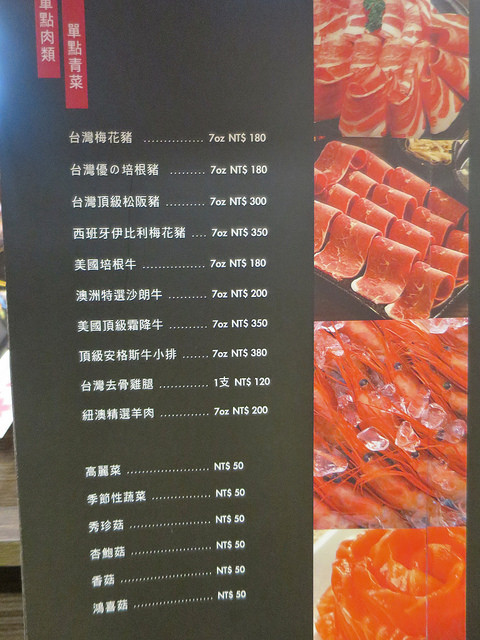 單點肉類
單點青菜
台灣梅花豬 ............... 7oz NT$ 180
台灣優の培根豬 ......... 7oz NT$ 180
台灣頂級松阪豬 ......... 7oz NT$ 300
西班牙伊比利梅花豬 .... 7oz NT$ 350
美國培根牛 ................ 7oz NT$ 180
澳洲特選沙朗牛 .......... 7oz NT$ 200
美國頂級霜降牛 .......... 7oz NT$ 350
頂級安格斯牛小排 ....... 7oz NT$ 380
台灣去骨雞腿 ............. 1支 NT$ 120
紐澳精選羊肉 ............. 7oz NT$ 200
高麗菜 ...................... NT$ 50
季節性蔬菜 ................ NT$ 50
秀珍菇 ...................... NT$ 50
杏鮑菇 ...................... NT$ 50
香菇 ........................ NT$ 50
鴻喜菇 ...................... NT$ 50